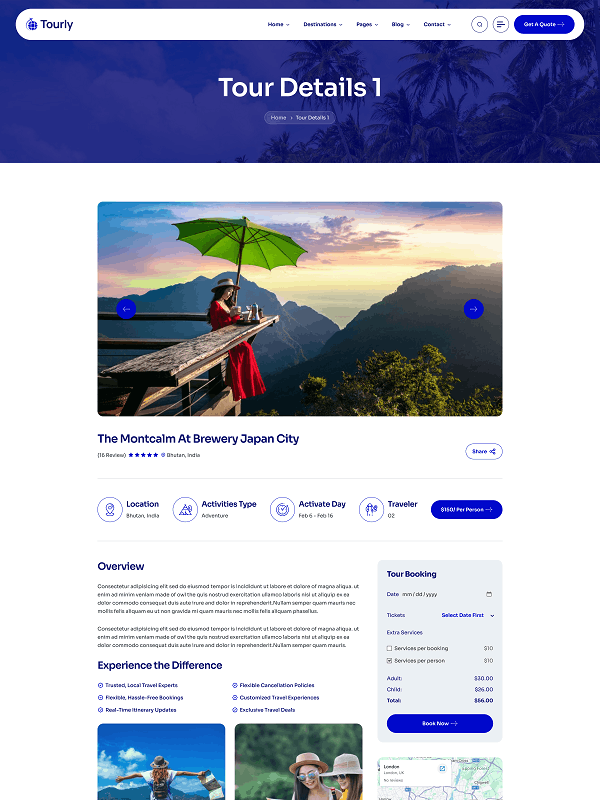 Tourly
Home Destinations Pages Blog Contact Get A Quote
Tour Details 1
Home > Tour Details 1
The Montcalm At Brewery Japan City
(16 Review) Bhutan, India
Share
Location
Bhutan, India
Activities Type
Adventure
Activate Day
Feb 6 - Feb 16
Traveler
02
$150/ Per Person
Overview
Consectetur adipisicing elit sed do eiusmod tempor is incididunt ut labore et dolore of magna aliqua. ut
enim ad minim veniam made of owl the quis nostrud exercitation ullamco laboris nisi ut aliquip ex ea
dolor commodo consequat duis aute irure and dolor in reprehenderit.Nullam semper quam mauris nec
mollis felis aliquam eu ut non gravida mi quam mauris nec mollis felis aliquam phasellus.
Consectetur adipisicing elit sed do eiusmod tempor is incididunt ut labore et dolore of magna aliqua. ut
enim ad minim veniam made of owl the quis nostrud exercitation ullamco laboris nisi ut aliquip ex ea
dolor commodo consequat duis aute irure and dolor in reprehenderit.Nullam semper quam mauris.
Experience the Difference
Trusted, Local Travel Experts
Flexible Cancellation Policies
Flexible, Hassle-Free Bookings
Customized Travel Experiences
Real-Time Itinerary Updates
Exclusive Travel Deals
Tour Booking
Date mm/dd/yyyy
Tickets Select Date First
Extra Services
Services per booking $10
Services per person $10
Adult: $30.00
Child: $26.00
Total: $56.00
Book Now
London
London, UK